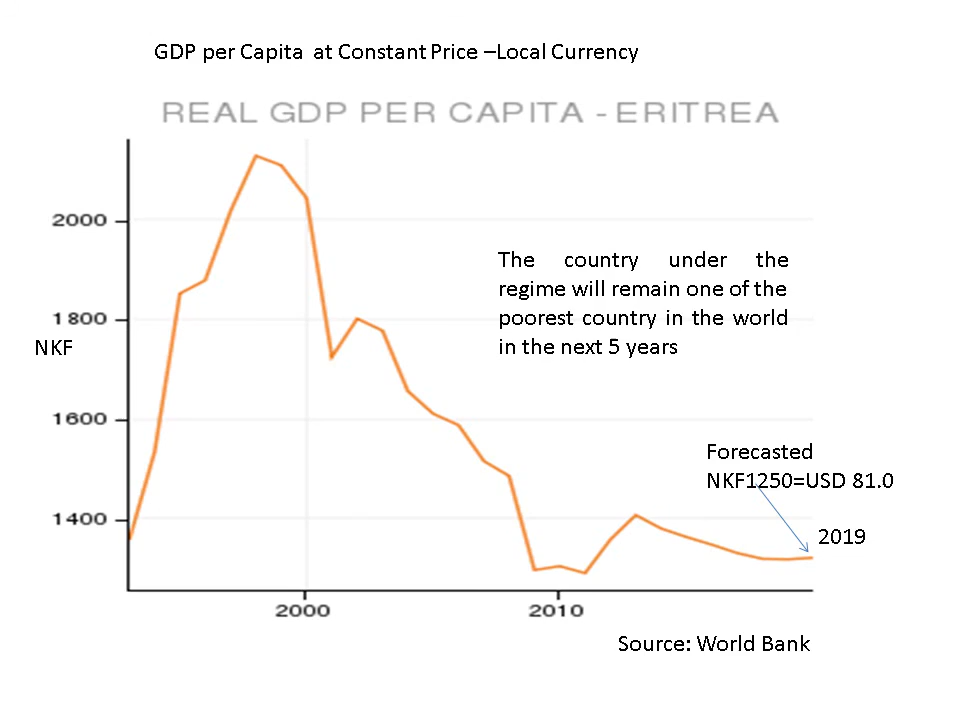 GDP per Capita at Constant Price –Local Currency
REAL GDP PER CAPITA - ERITREA
2000
The country under the
regime will remain one of the
poorest country in the world
in the next 5 years
1800
NKF
1600
Forecasted
NKF1250=USD 81.0
1400
2019
2000
2010
Source: World Bank